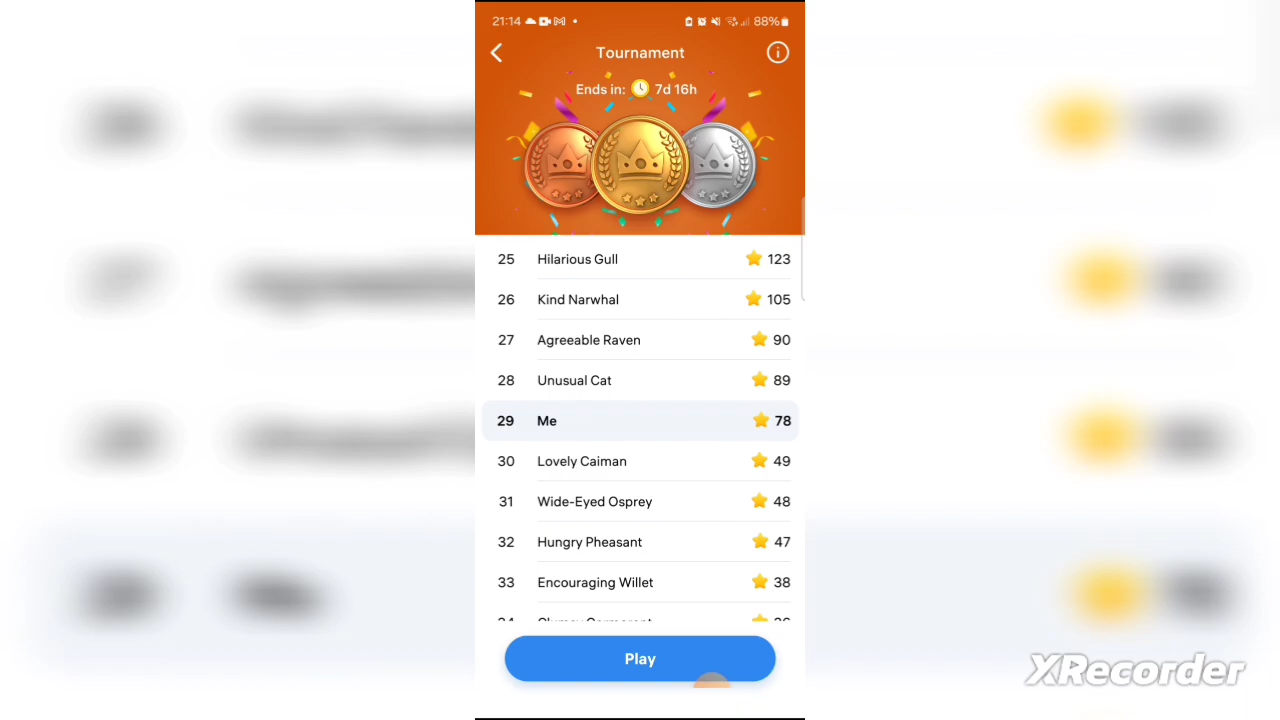 21:14 88%
Tournament
Ends in: 7d 16h
25 Hilarious Gull 123
26 Kind Narwhal 105
27 Agreeable Raven 90
28 Unusual Cat 89
29 Me 78
30 Lovely Caiman 49
31 Wide-Eyed Osprey 48
32 Hungry Pheasant 47
33 Encouraging Willet 38
Play
XRecorder